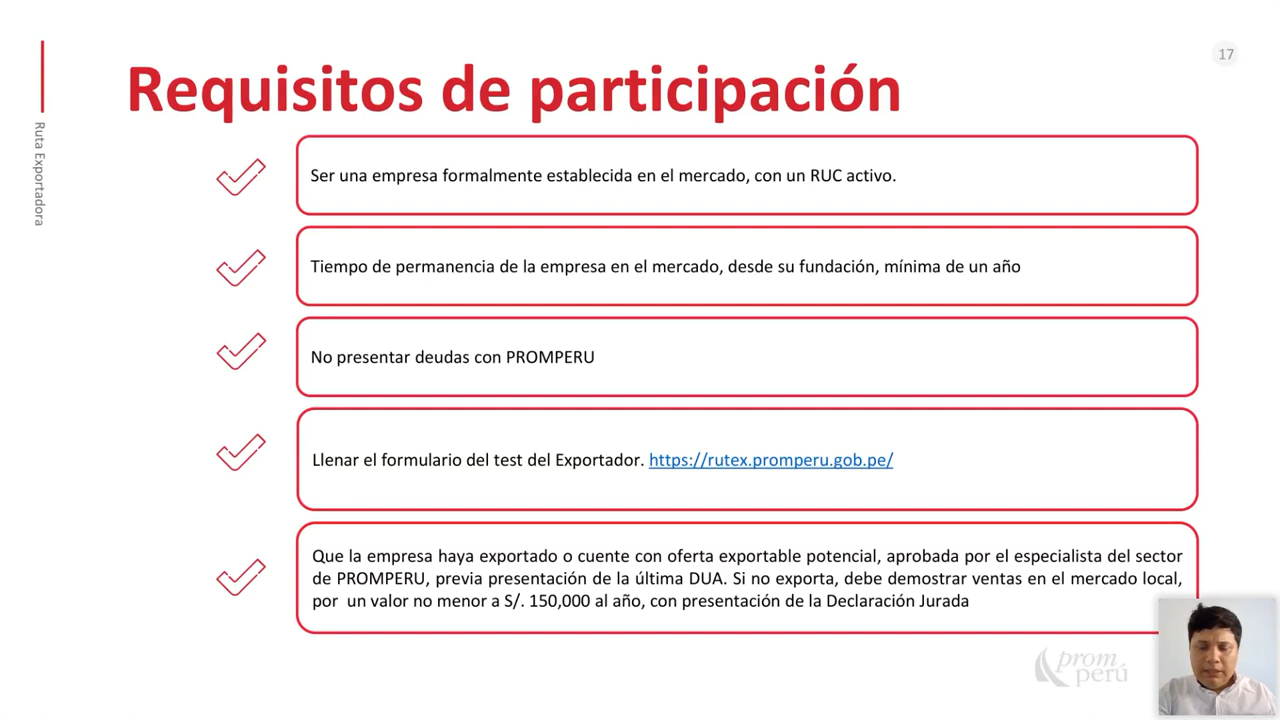 17
Requisitos de participación
Ruta Exportadora
Ser una empresa formalmente establecida en el mercado, con un RUC activo.
Tiempo de permanencia de la empresa en el mercado, desde su fundación, mínima de un año
No presentar deudas con PROMPERU
Llenar el formulario del test del Exportador. https://rutex.promperu.gob.pe/
Que la empresa haya exportado o cuente con oferta exportable potencial, aprobada por el especialista del sector
de PROMPERU, previa presentación de la última DUA. Si no exporta, debe demostrar ventas en el mercado local,
por un valor no menor a S/. 150,000 al año, con presentación de la Declaración Jurada
prom
perú